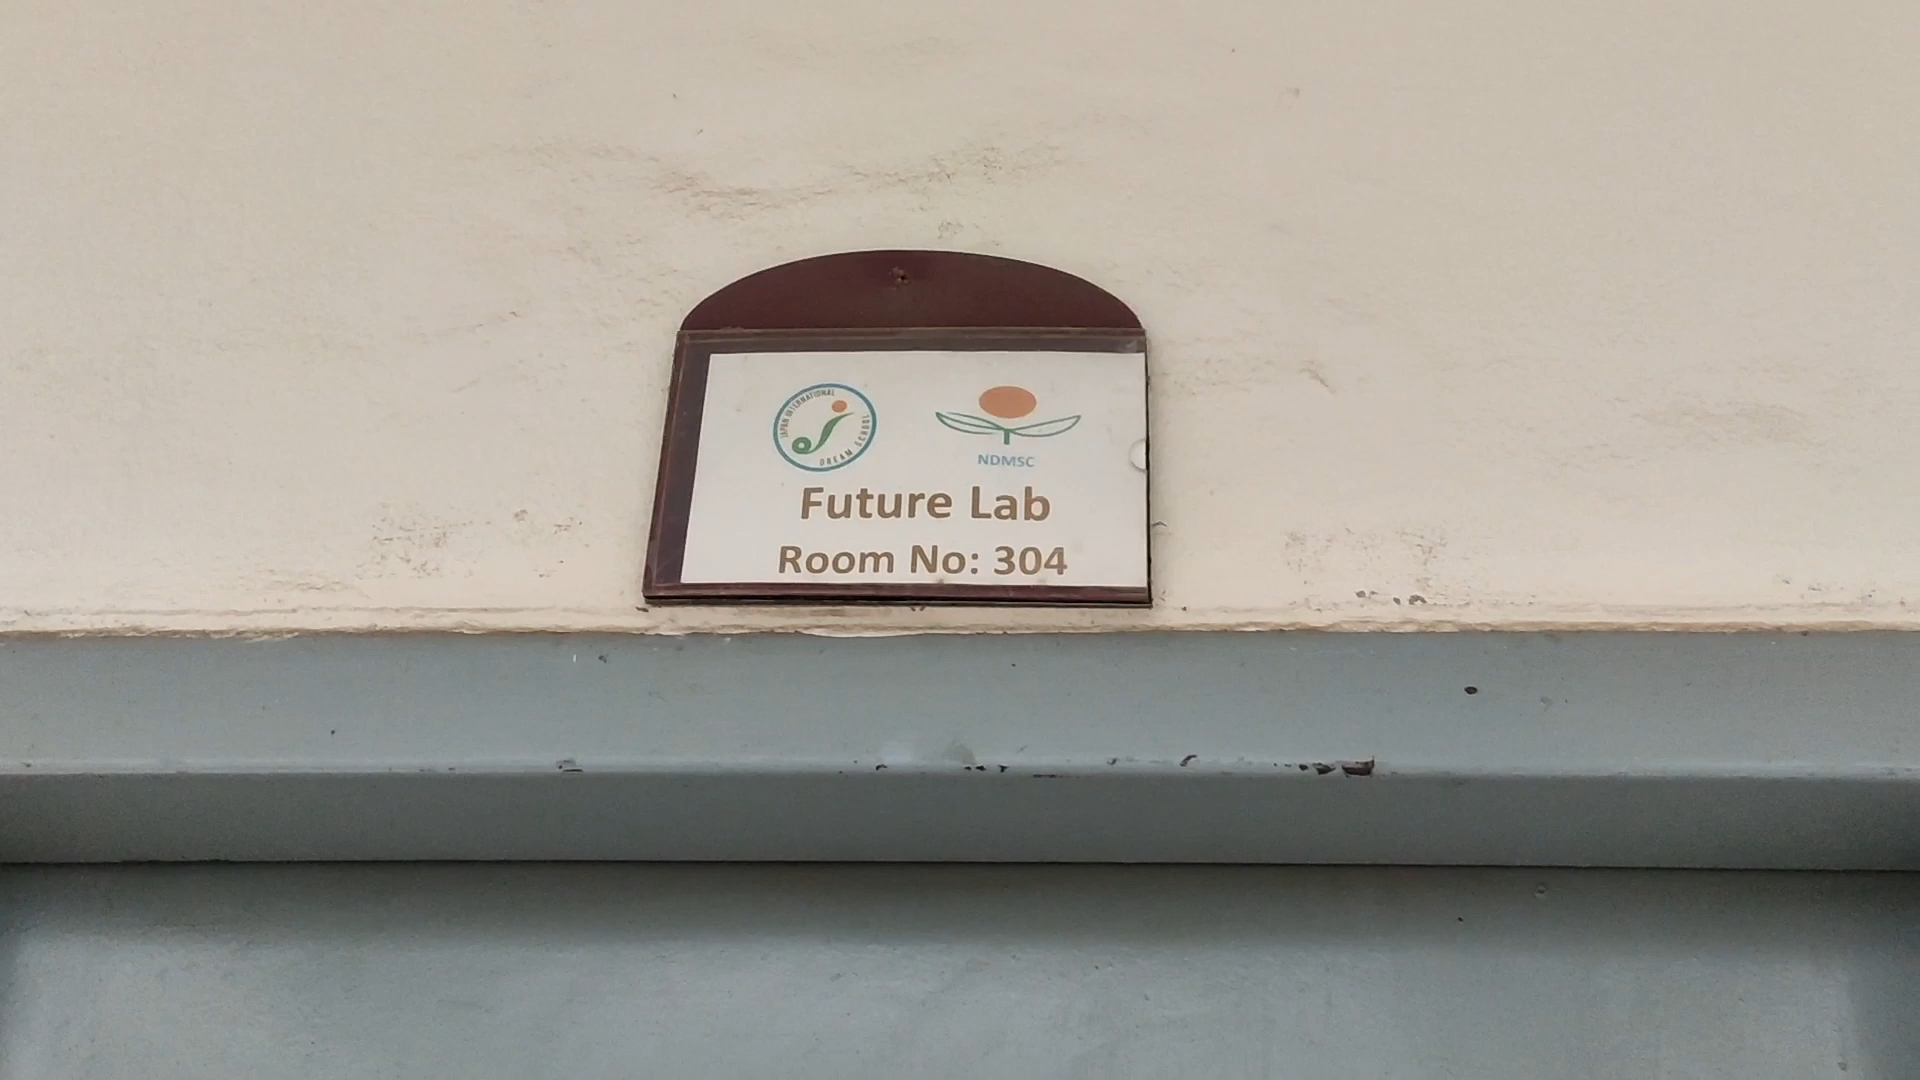 JAPAN INTERNATIONAL
DREAM SCHOOL
NDMSC
Future Lab
Room No: 304